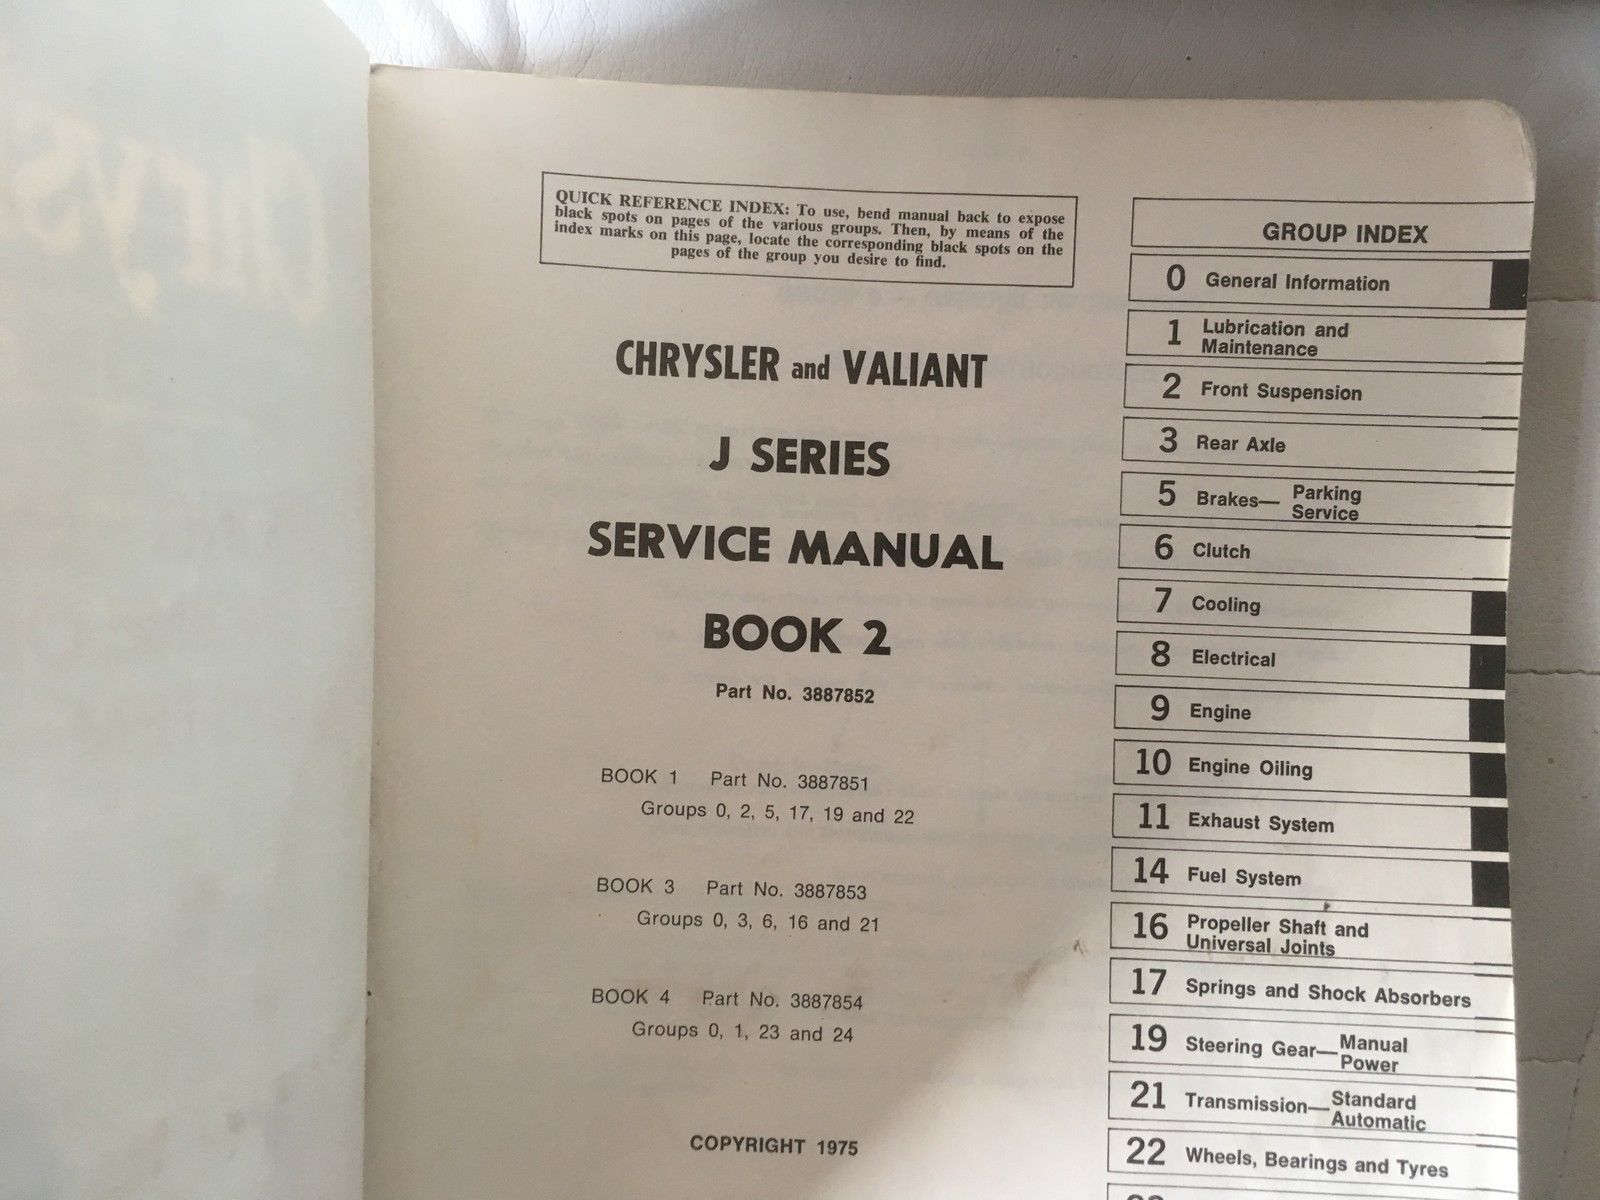 QUICK REFERENCE INDEX: To use, bend manual back to expose
black spots on pages of the various groups. Then, by means of the
index marks on this page, locate the corresponding black spots on the
pages of the group you desire to find.
CHRYSLER and VALIANT
J SERIES
SERVICE MANUAL
BOOK 2
Part No. 3887852
BOOK 1 Part No. 3887851
Groups 0, 2, 5, 17, 19 and 22
BOOK 3 Part No. 3887853
Groups 0, 3, 6, 16 and 21
BOOK 4 Part No. 3887854
Groups 0, 1, 23 and 24
COPYRIGHT 1975
GROUP INDEX
0 General Information
1 Lubrication and
Maintenance
2 Front Suspension
3 Rear Axle
5 Brakes— Parking
Service
6 Clutch
7 Cooling
8 Electrical
9 Engine
10 Engine Oiling
11 Exhaust System
14 Fuel System
16 Propeller Shaft and
Universal Joints
17 Springs and Shock Absorbers
19 Steering Gear—Manual
Power
21 Transmission—Standard
Automatic
22 Wheels, Bearings and Tyres